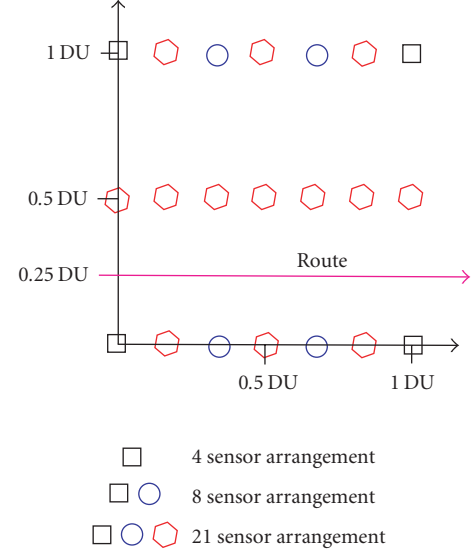 1 DU
0.5 DU
Route
0.25 DU
0.5 DU
1 DU
4 sensor arrangement
8 sensor arrangement
21 sensor arrangement